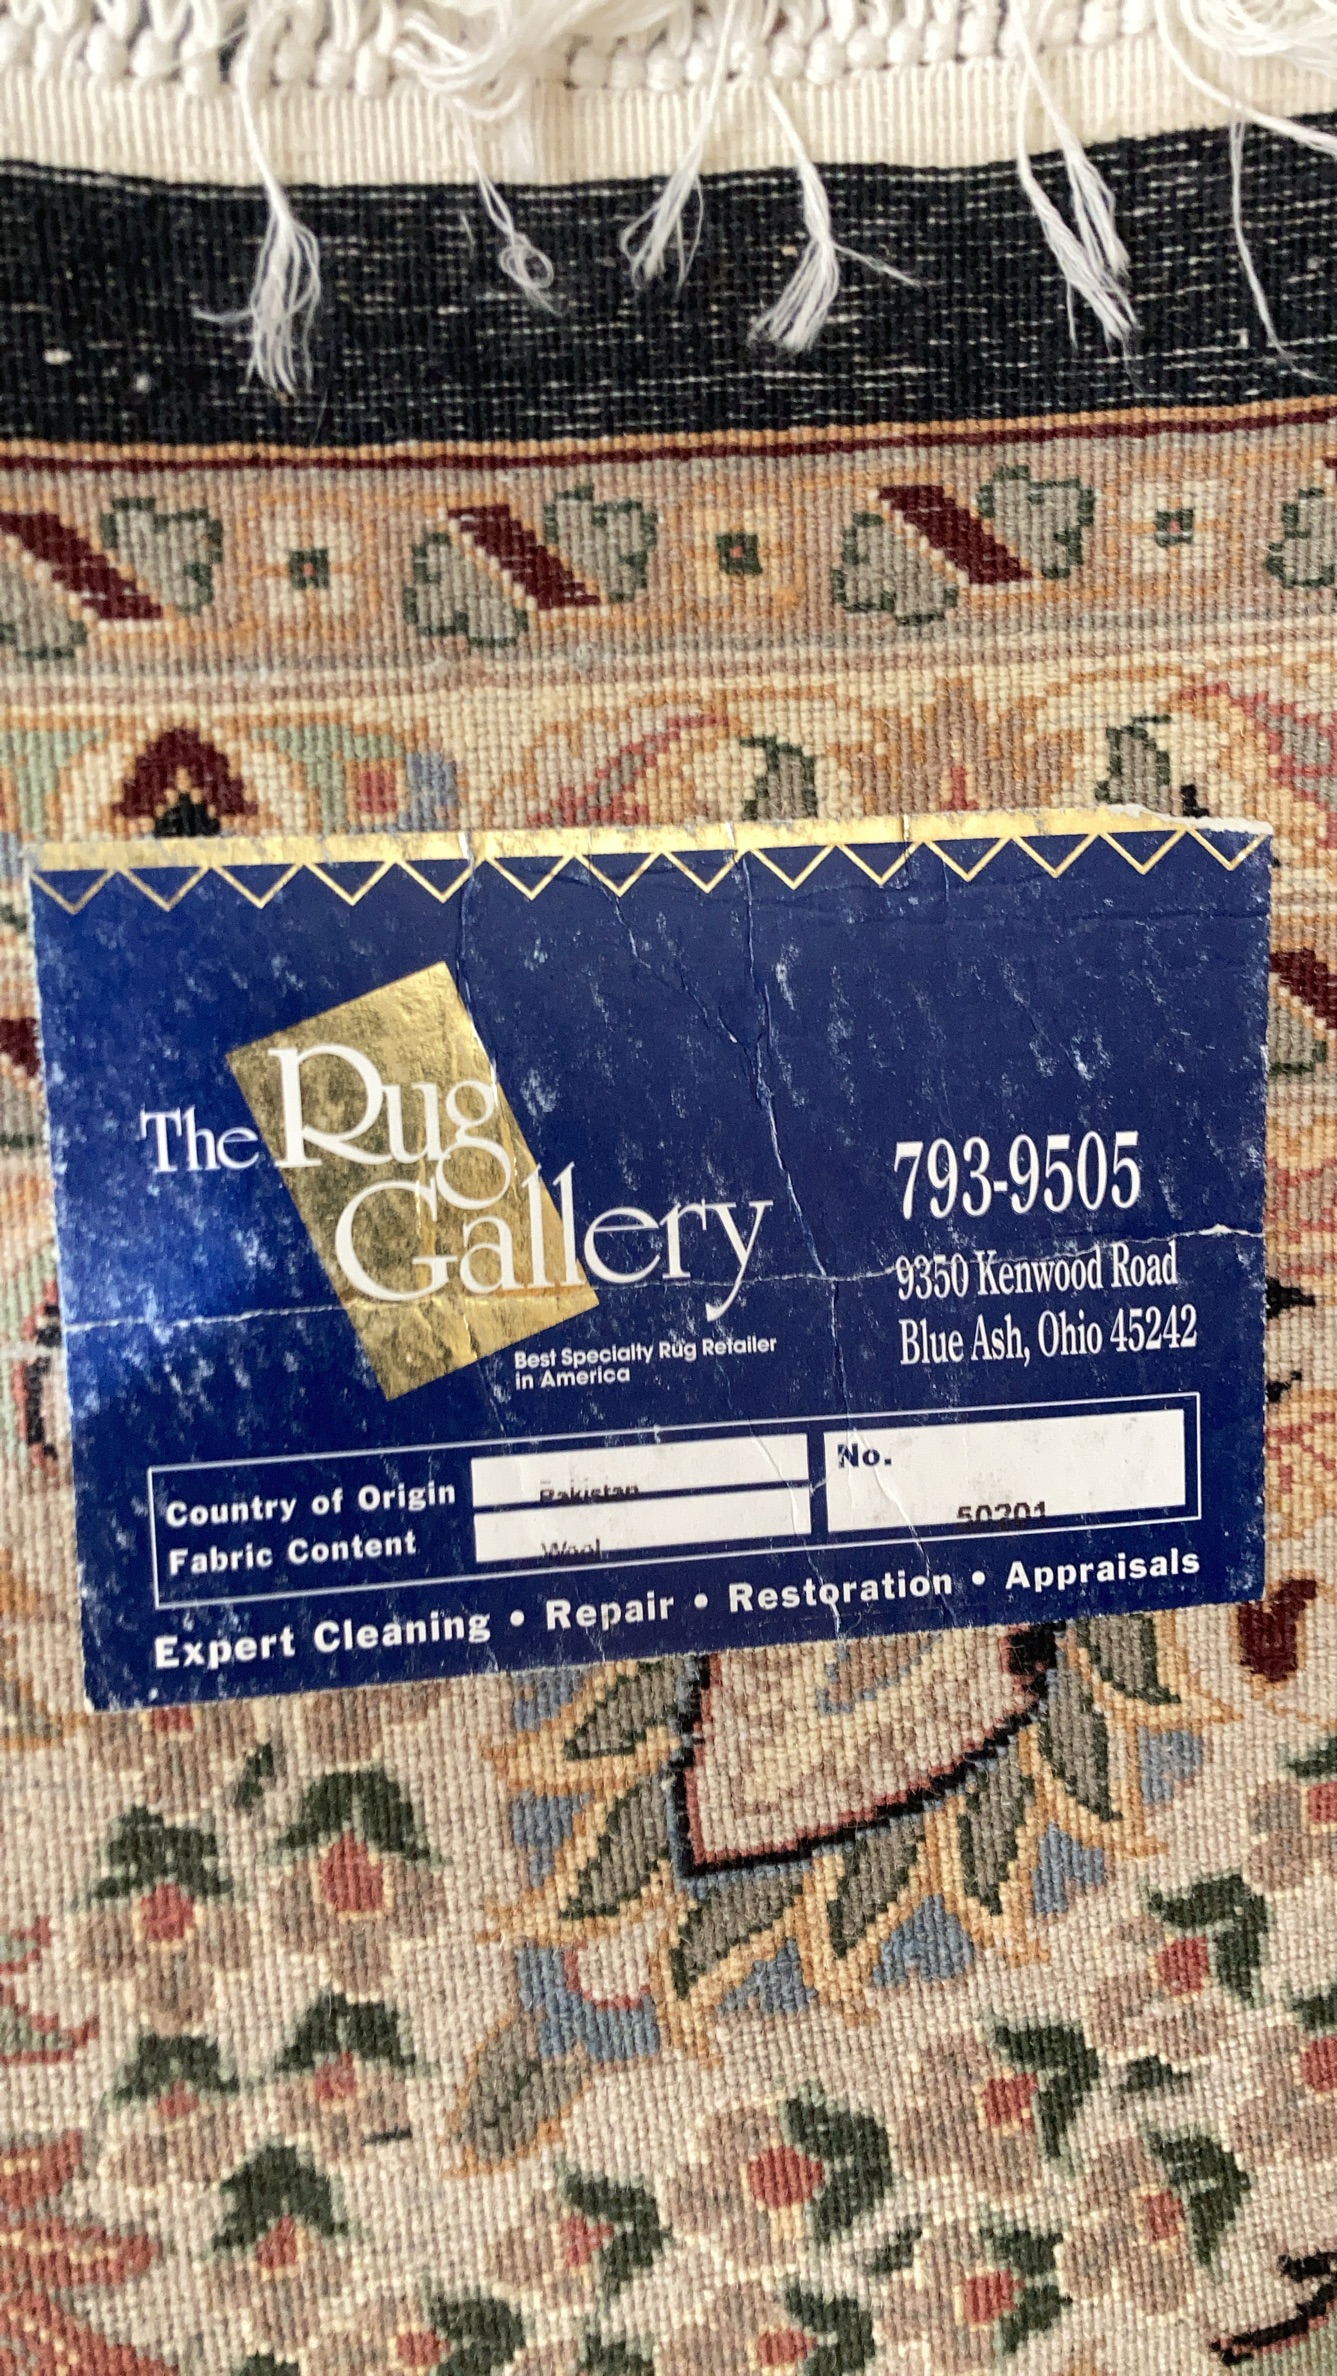 The Rug
Gallery
Best Specialty Rug Retailer
in America
793-9505
9350 Kenwood Road
Blue Ash, Ohio 45242
Country of Origin Pakistan
Fabric Content Wool
No.
50201
Expert Cleaning • Repair • Restoration • Appraisals